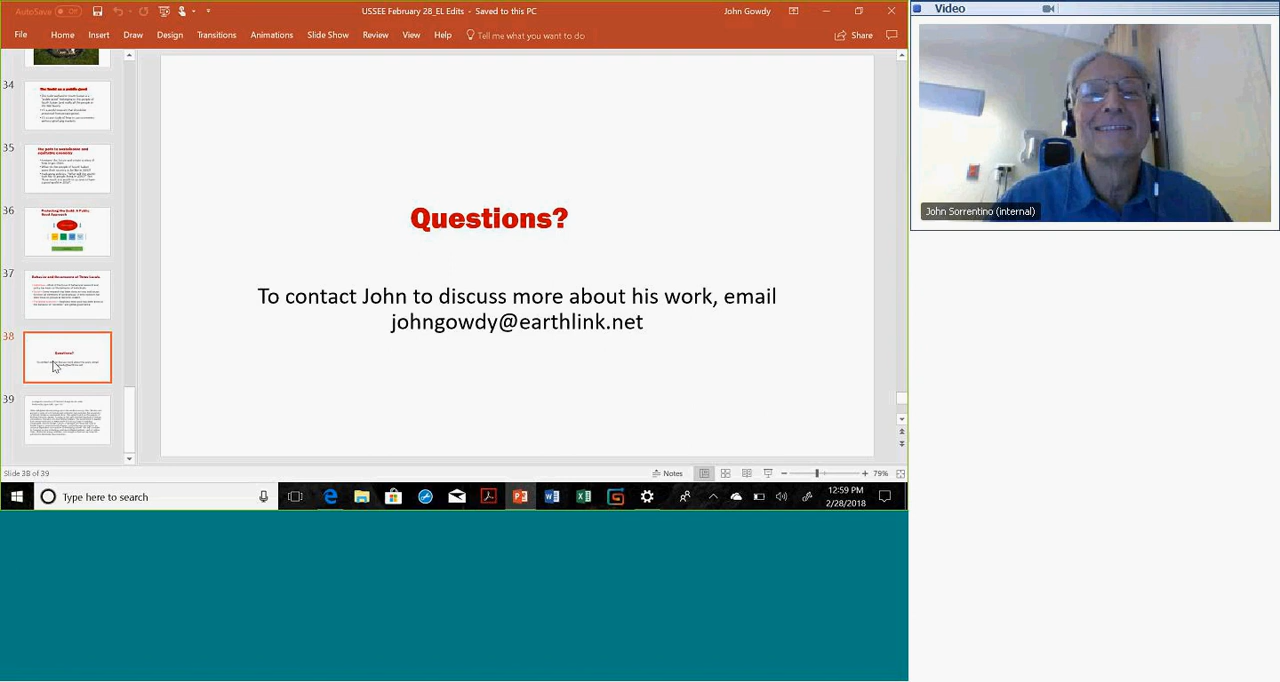 AutoSave Off
USSEE February 28_EL Edits - Saved to this PC
John Gowdy
File Home Insert Draw Design Transitions Animations Slide Show Review View Help Tell me what you want to do
Share
Video
John Sorrentino (internal)
34
35
36
37
38
39
Questions?
To contact John to discuss more about his work, email
johngowdy@earthlink.net
Slide 38 of 39
Notes
79%
Type here to search
12:59 PM
2/28/2018